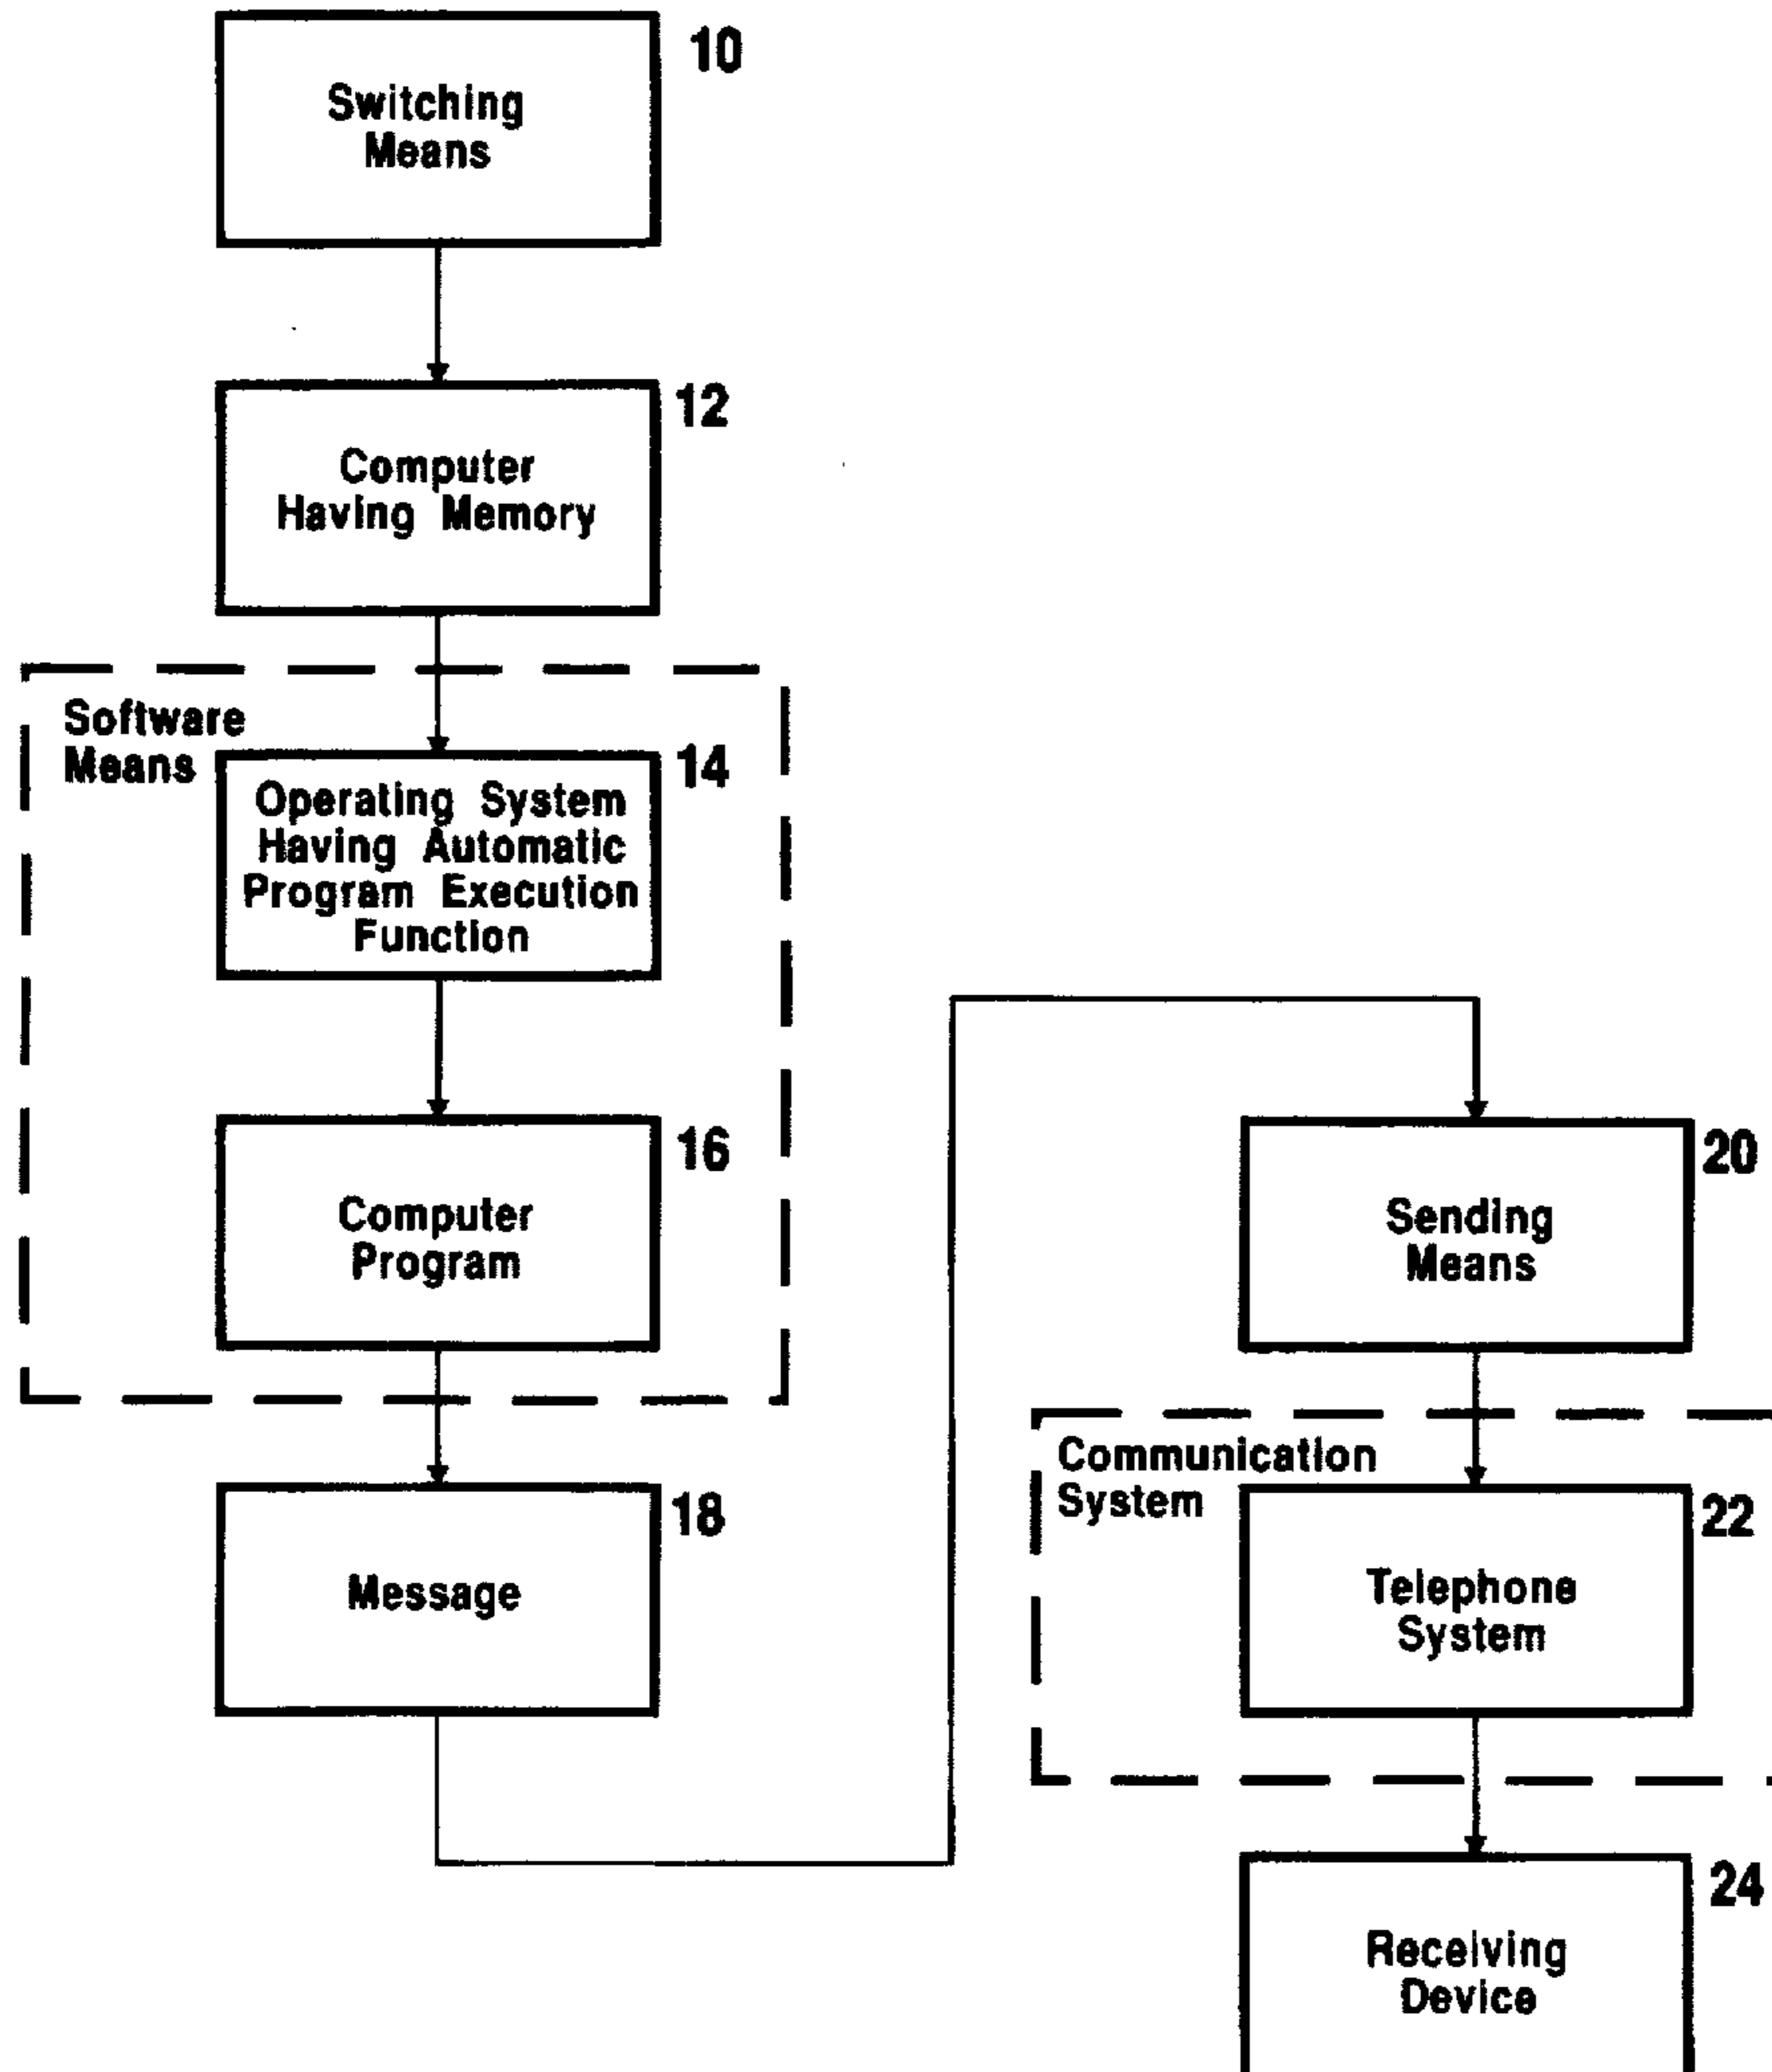 10
Switching
Means
12
Computer
Having Memory
Software
Means
14
Operating System
Having Automatic
Program Execution
Function
16
Computer
Program
18
Message
20
Sending
Means
Communication
System
22
Telephone
System
24
Receiving
Device